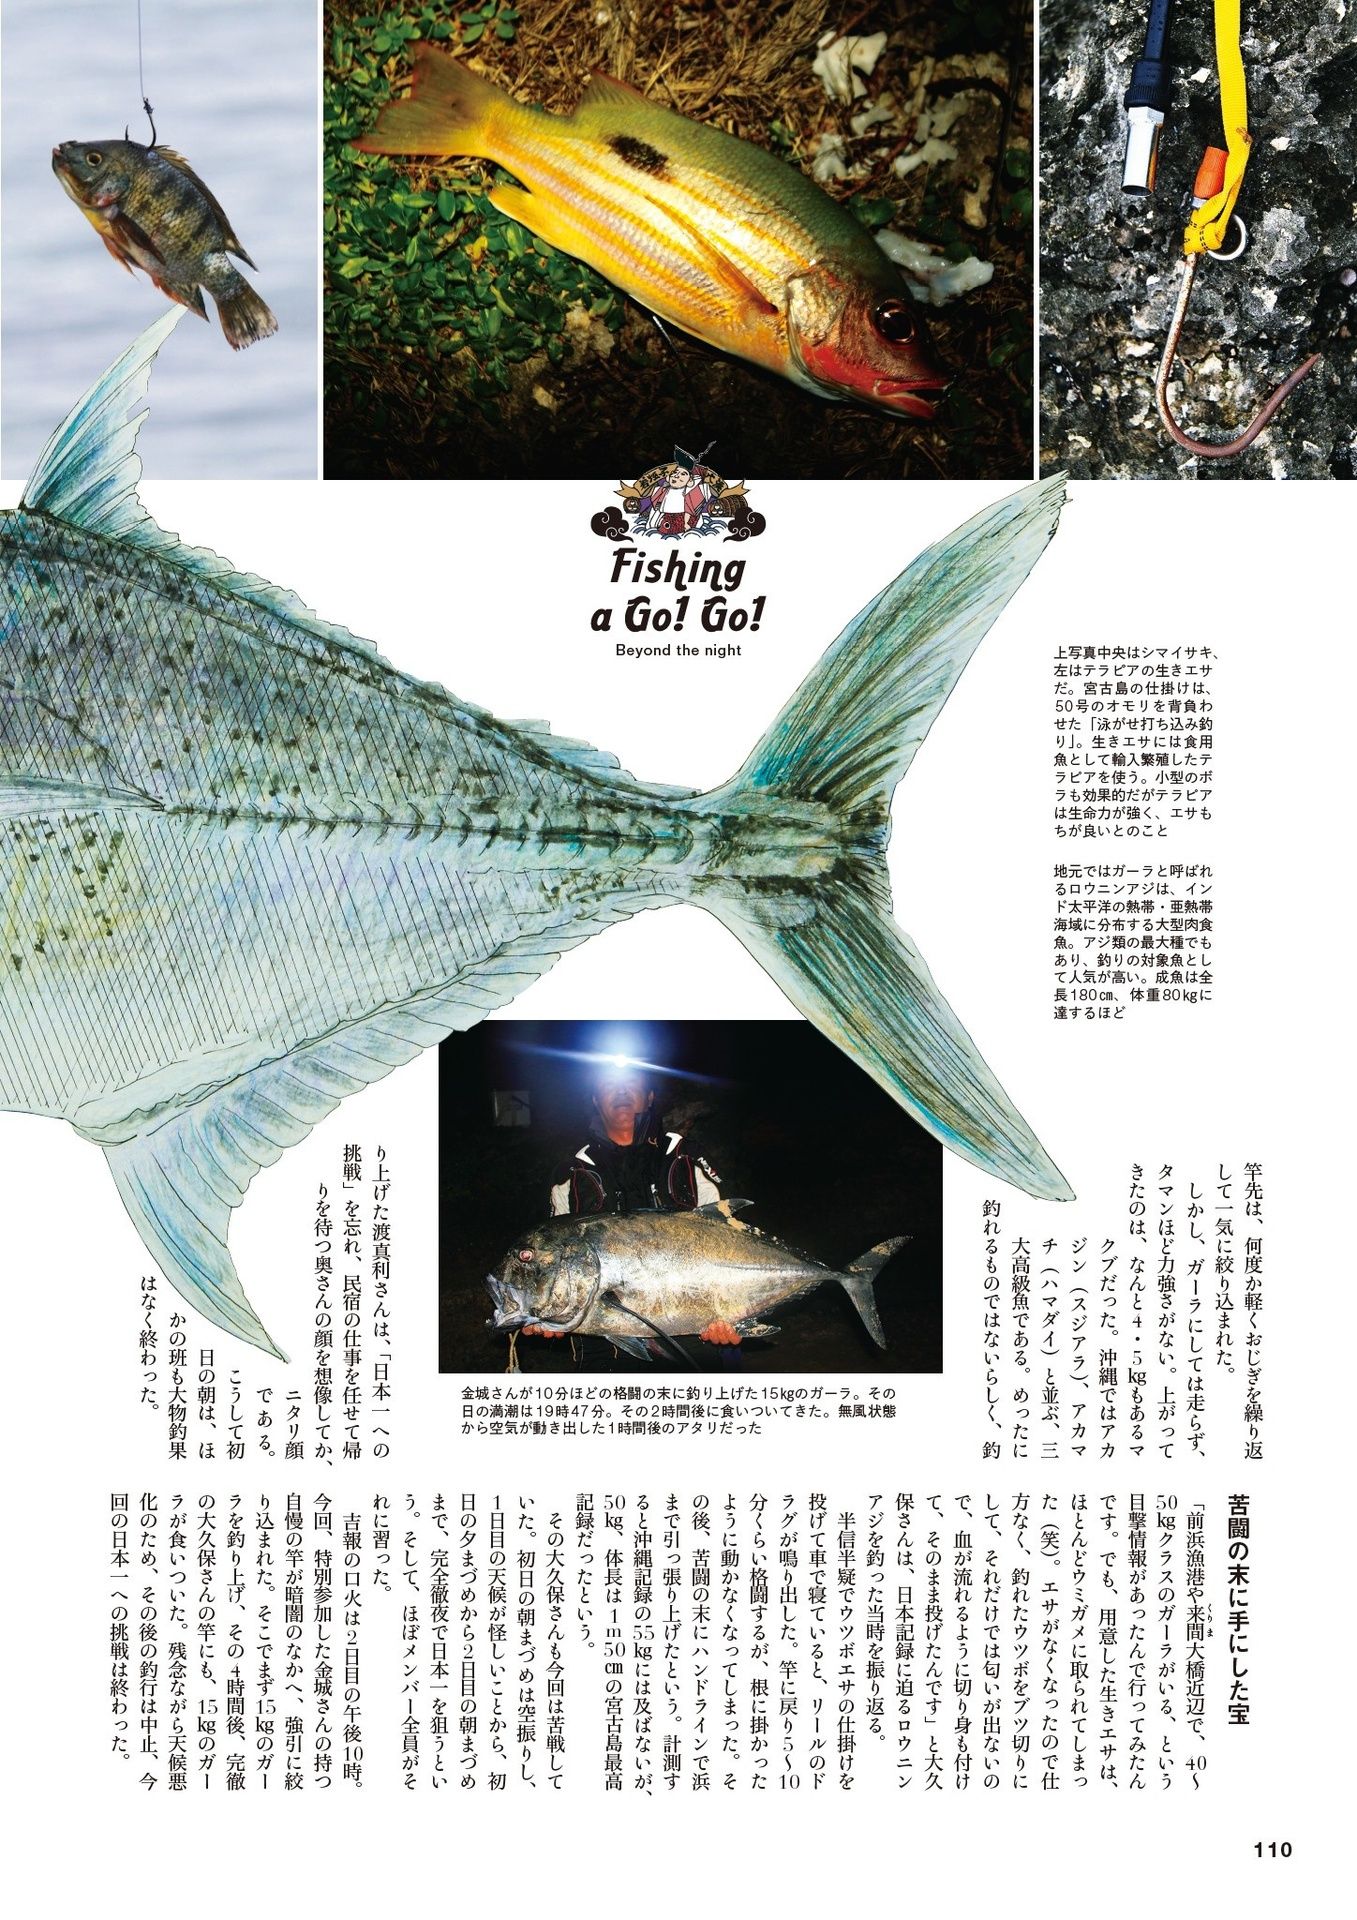 Fishing
a Go! Go!
Beyond the night
上写真中央はシマイサキ、
左はテラピアの生きエサ
だ。宮古島の仕掛けは、
50号のオモリを背負わ
せた「泳がせ打ち込み釣
り」。生きエサには食用
魚として輸入繁殖したテ
ラピアを使う。小型のボ
ラも効果的だがテラピア
は生命力が強く、エサも
ちが良いとのこと
地元ではガーラと呼ばれ
るロウニンアジは、イン
ド太平洋の熱帯・亜熱帯
海域に分布する大型肉食
魚。アジ類の最大種でも
あり、釣りの対象魚とし
て人気が高い。成魚は全
長180㎝、体重80㎏に
達するほど
竿先は、何度か軽くおじぎを繰り返
して一気に絞り込まれた。
しかし、ガーラにしては走らず、
タマンほど力強さがない。上がって
きたのは、なんと4・5㎏もあるマ
クブだった。沖縄ではアカ
ジン（スジアラ）、アカマ
チ（ハマダイ）と並ぶ、三
大高級魚である。めったに
釣れるものではないらしく、釣
り上げた渡真利さんは、「日本一への
挑戦」を忘れ、民宿の仕事を任せて帰
りを待つ奥さんの顔を想像してか、
ニタリ顔
である。
こうして初
日の朝は、ほ
かの班も大物釣果
はなく終わった。
金城さんが10分ほどの格闘の末に釣り上げた15㎏のガーラ。その
日の満潮は19時47分。その2時間後に食いついてきた。無風状態
から空気が動き出した1時間後のアタリだった
苦闘の末に手にした宝
「前浜漁港や来間大橋近辺で、40〜
くりま
50㎏クラスのガーラがいる、という
目撃情報があったんで行ってみたん
です。でも、用意した生きエサは、
ほとんどウミガメに取られてしまっ
た（笑）。エサがなくなったので仕
方なく、釣れたウツボをブツ切りに
して、それだけでは匂いが出ないの
で、血が流れるように切り身も付け
て、そのまま投げたんです」と大久
保さんは、日本記録に迫るロウニン
アジを釣った当時を振り返る。
半信半疑でウツボエサの仕掛けを
投げて車で寝ていると、リールのド
ラグが鳴り出した。竿に戻り5〜10
分くらい格闘するが、根に掛かった
ように動かなくなってしまった。そ
の後、苦闘の末にハンドラインで浜
まで引っ張り上げたという。計測す
ると沖縄記録の55㎏には及ばないが、
50㎏、体長は1m50㎝の宮古島最高
記録だったという。
その大久保さんも今回は苦戦して
いた。初日の朝まづめは空振りし、
1日目の天候が怪しいことから、初
日の夕まづめから2日目の朝まづめ
まで、完全徹夜で日本一を狙うとい
う。そして、ほぼメンバー全員がそ
れに習った。
吉報の口火は2日目の午後10時。
今回、特別参加した金城さんの持つ
自慢の竿が暗闇のなかへ、強引に絞
り込まれた。そこでまず15㎏のガー
ラを釣り上げ、その4時間後、完徹
の大久保さんの竿にも、15㎏のガー
ラが食いついた。残念ながら天候悪
化のため、その後の釣行は中止、今
回の日本一への挑戦は終わった。
110